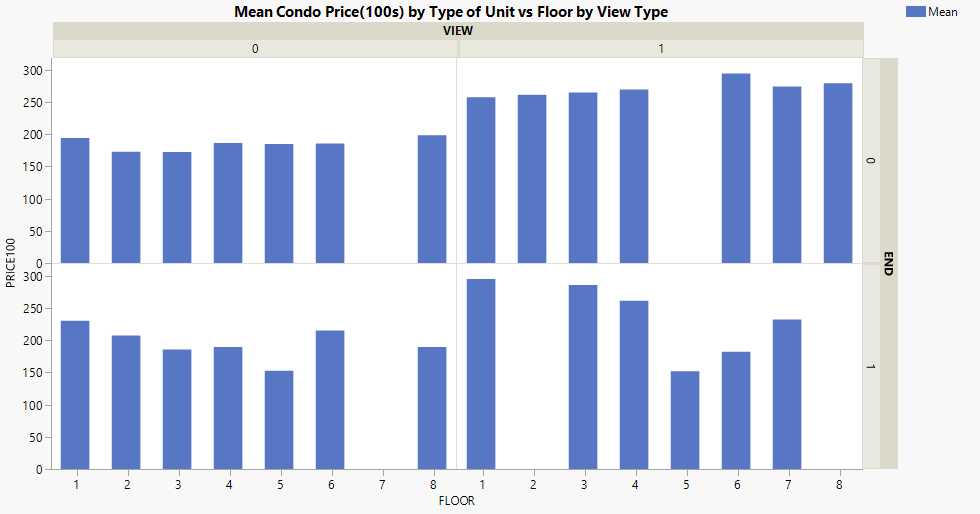 Mean Condo Price(100s) by Type of Unit vs Floor by View Type
Mean
VIEW
0 1
300
250
200
150
100
50
0
300
250
200
150
100
50
0
PRICE100
0
1
END
1 2 3 4 5 6 7 8 1 2 3 4 5 6 7 8
FLOOR